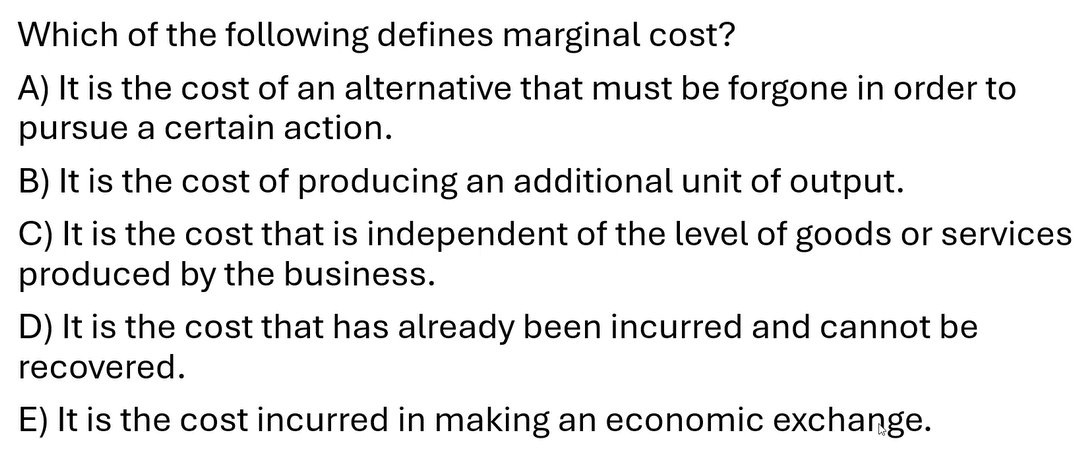 Which of the following defines marginal cost?
A) It is the cost of an alternative that must be forgone in order to
pursue a certain action.
B) It is the cost of producing an additional unit of output.
C) It is the cost that is independent of the level of goods or services
produced by the business.
D) It is the cost that has already been incurred and cannot be
recovered.
E) It is the cost incurred in making an economic exchange.